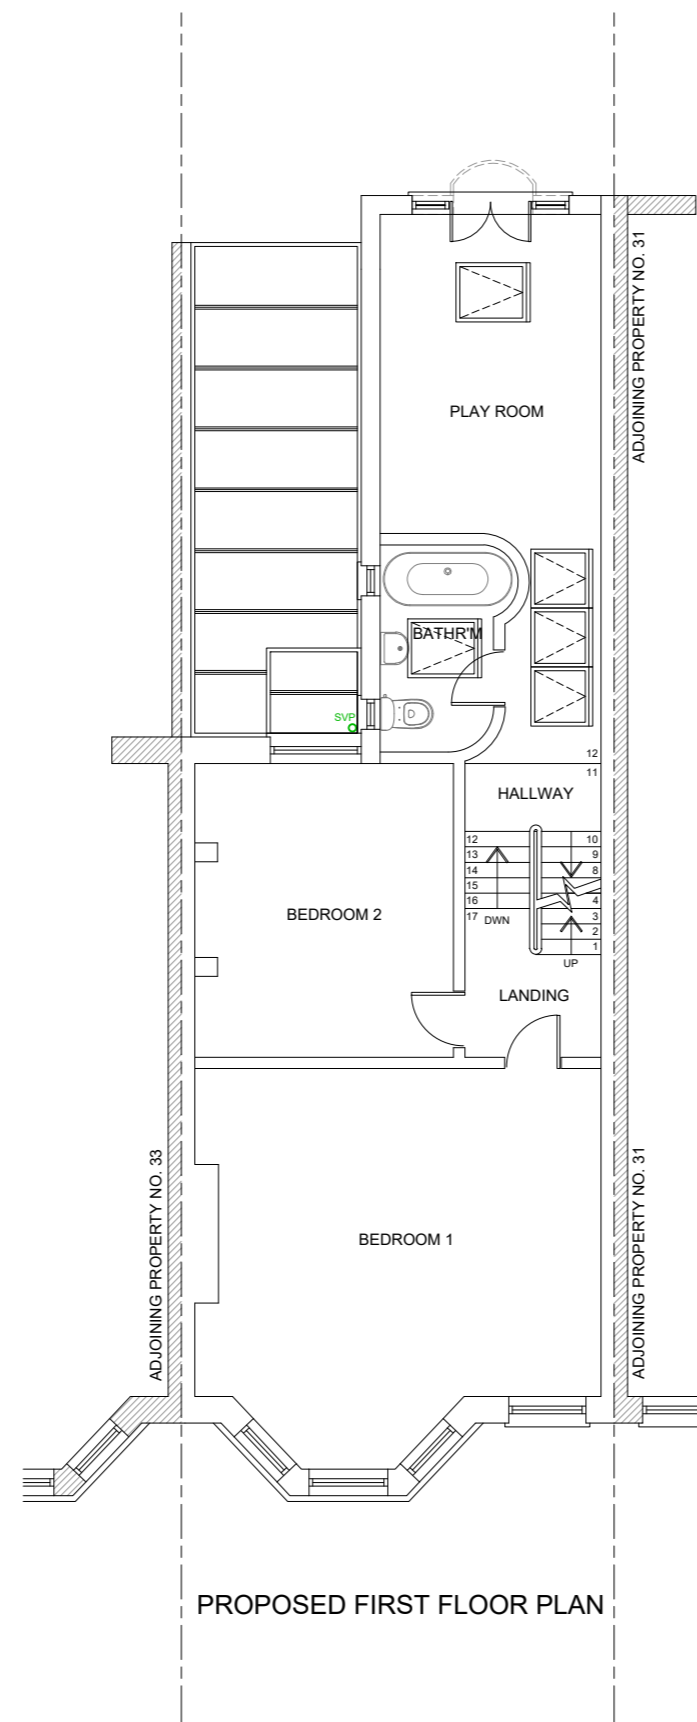 ADJOINING PROPERTY NO. 31
PLAY ROOM
BATHR'M
SVP
12
11
HALLWAY
12
13
14
15
16
17
DWN
10
9
8
4
3
2
1
UP
BEDROOM 2
LANDING
ADJOINING PROPERTY NO. 33
ADJOINING PROPERTY NO. 31
BEDROOM 1
PROPOSED FIRST FLOOR PLAN